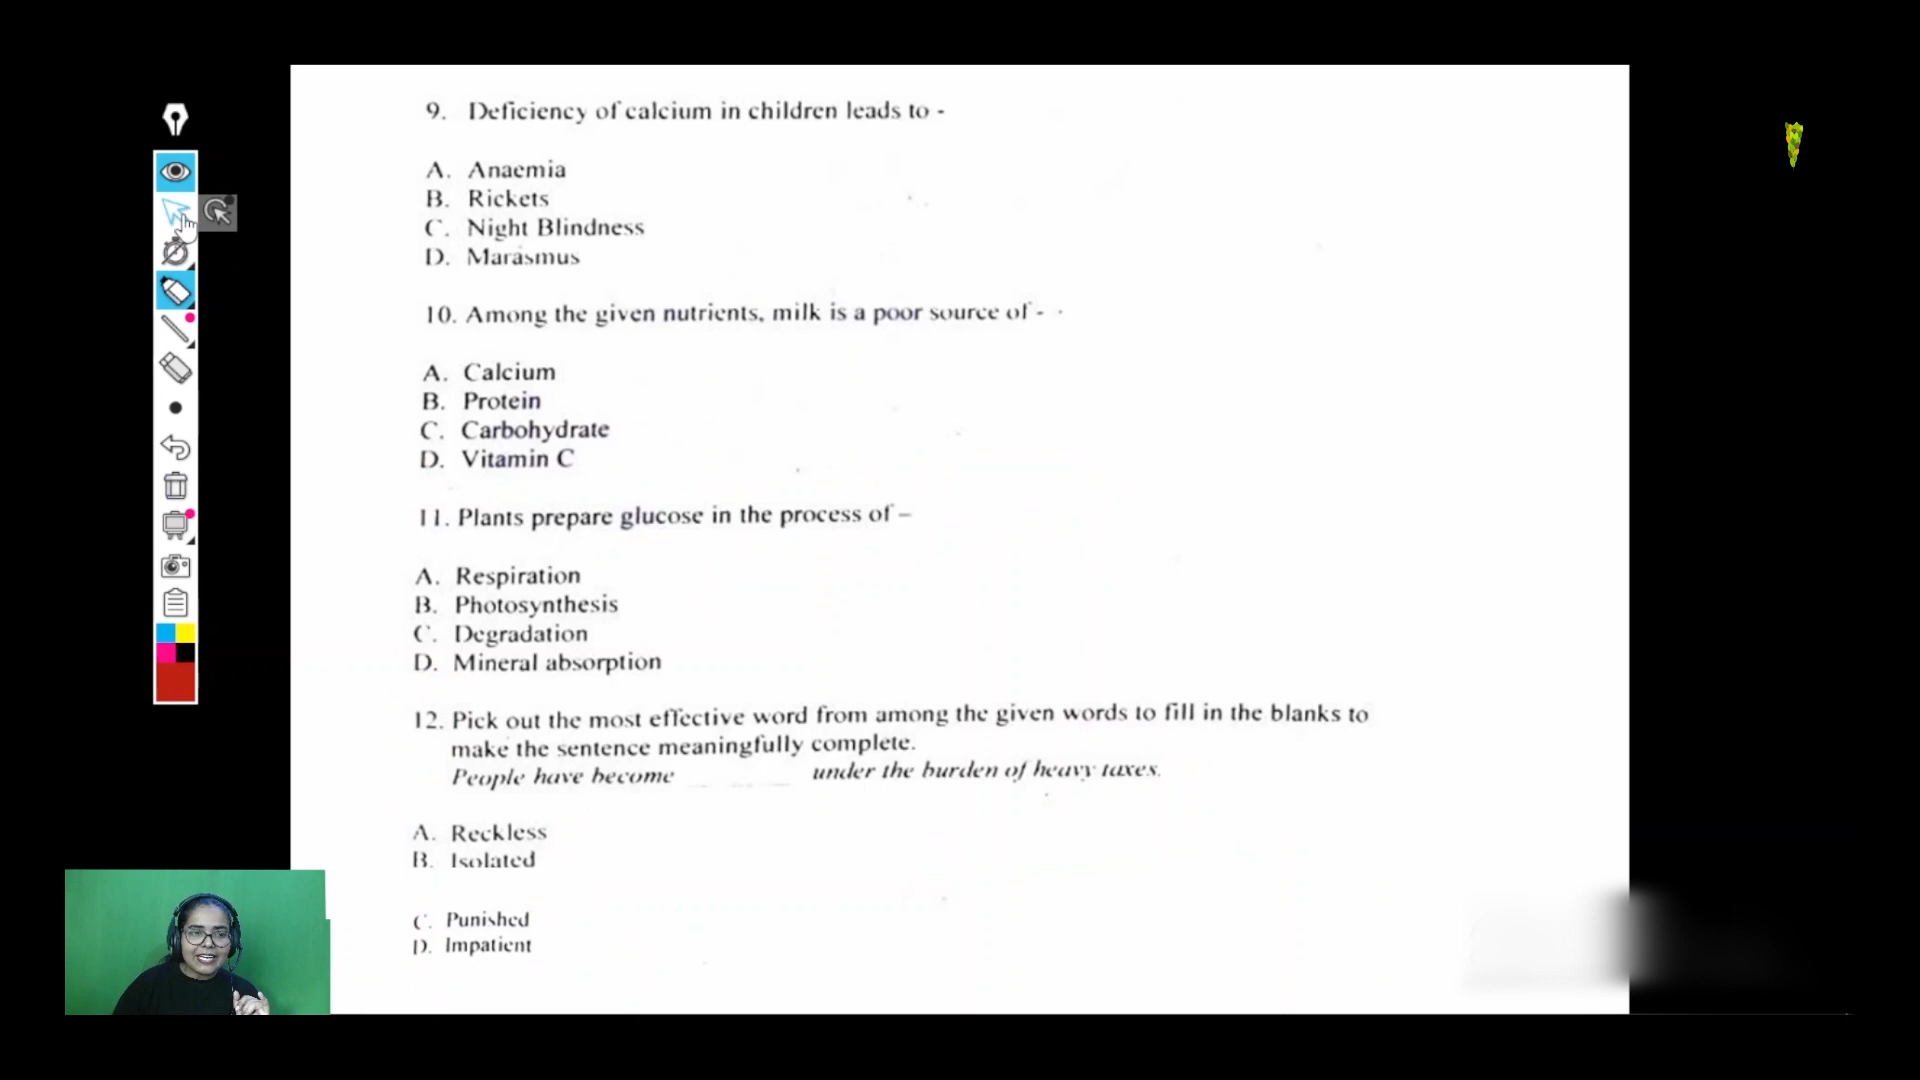 9. Deficiency of calcium in children leads to -
A. Anaemia
B. Rickets
C. Night Blindness
D. Marasmus
10. Among the given nutrients, milk is a poor source of -
A. Calcium
B. Protein
C. Carbohydrate
D. Vitamin C
11. Plants prepare glucose in the process of –
A. Respiration
B. Photosynthesis
C. Degradation
D. Mineral absorption
12. Pick out the most effective word from among the given words to fill in the blanks to
make the sentence meaningfully complete.
People have become ________ under the burden of heavy taxes.
A. Reckless
B. Isolated
C. Punished
D. Impatient